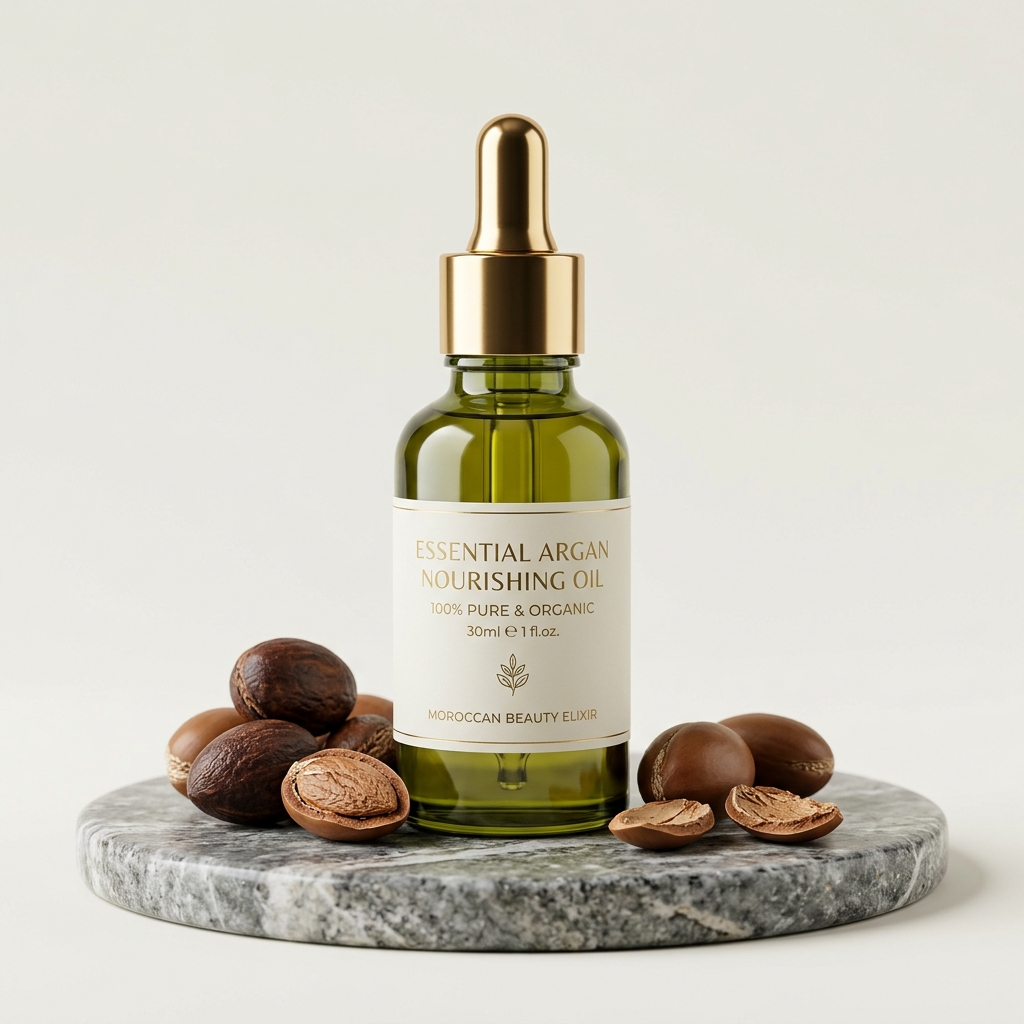 ESSENTIAL ARGAN
NOURISHING OIL
100% PURE & ORGANIC
30ml ℮ 1 fl.oz.
MOROCCAN BEAUTY ELIXIR